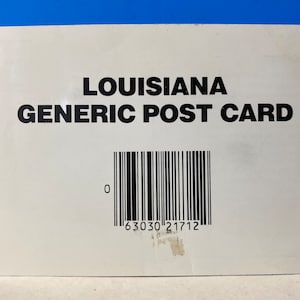 LOUISIANA
GENERIC POST CARD
0
63030 21712